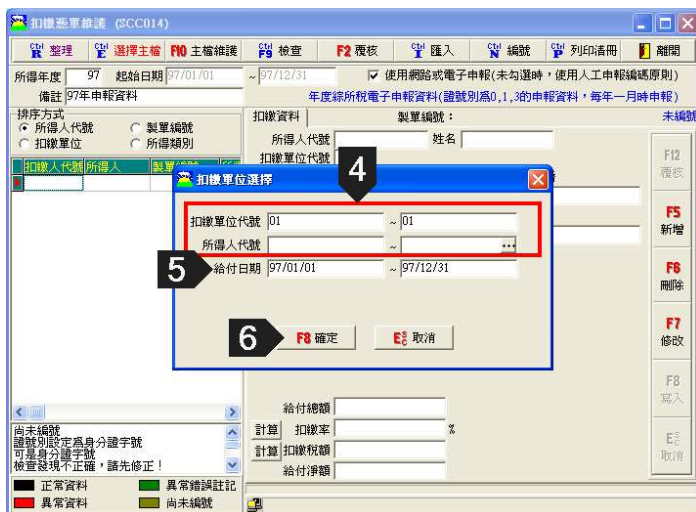 扣繳憑單維護 (SCC014)
Ctrl R 整理 Ctrl E 選擇主檔 F10 主檔維護 Ctrl F9 檢查 F2 覆核 Ctrl I 匯入 Ctrl N 編號 Ctrl P 列印清冊 離開
所得年度 97 起始日期 97/01/01 ~ 97/12/31 使用網路或電子申報(未勾選時,使用人工申報編碼原則)
備註 97年申報資料 年度綜所稅電子申報資料(證號別為0,1,3的申報資料,每年一月時申報)
排序方式
所得人代號 製單編號
扣繳單位 所得類別
扣繳資料 製單編號: 未編號
所得人代號 姓名
扣繳單位代號
扣繳人代號 所得人
F12 覆核
F5 新增
F6 刪除
F7 修改
F8 寫入
Esc 取消
扣繳單位選擇
4
扣繳單位代號 01 ~ 01
所得人代號 ~ ...
5 給付日期 97/01/01 ~ 97/12/31
6 F8 確定 Esc 取消
給付總額
計算 扣繳率 %
計算 扣繳稅額
給付淨額
尚未編號
證號別設定為身分證字號
可是身分證字號
檢查發現不正確,請先修正!
正常資料 異常錯誤註記
異常資料 尚未編號